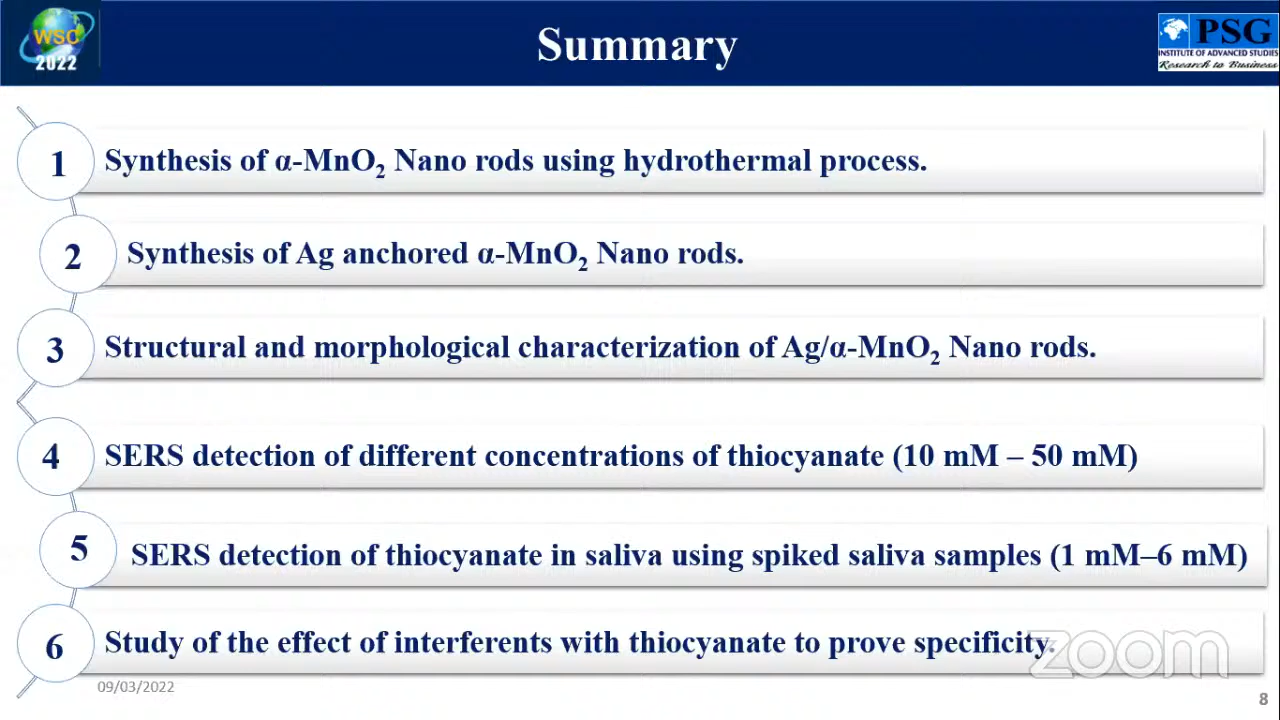 WSC
2022
Summary
PSG
INSTITUTE OF ADVANCED STUDIES
Research to Business
1 Synthesis of α-MnO₂ Nano rods using hydrothermal process.
2 Synthesis of Ag anchored α-MnO₂ Nano rods.
3 Structural and morphological characterization of Ag/α-MnO₂ Nano rods.
4 SERS detection of different concentrations of thiocyanate (10 mM – 50 mM)
5 SERS detection of thiocyanate in saliva using spiked saliva samples (1 mM–6 mM)
6 Study of the effect of interferents with thiocyanate to prove specificity.
zoom
09/03/2022
8